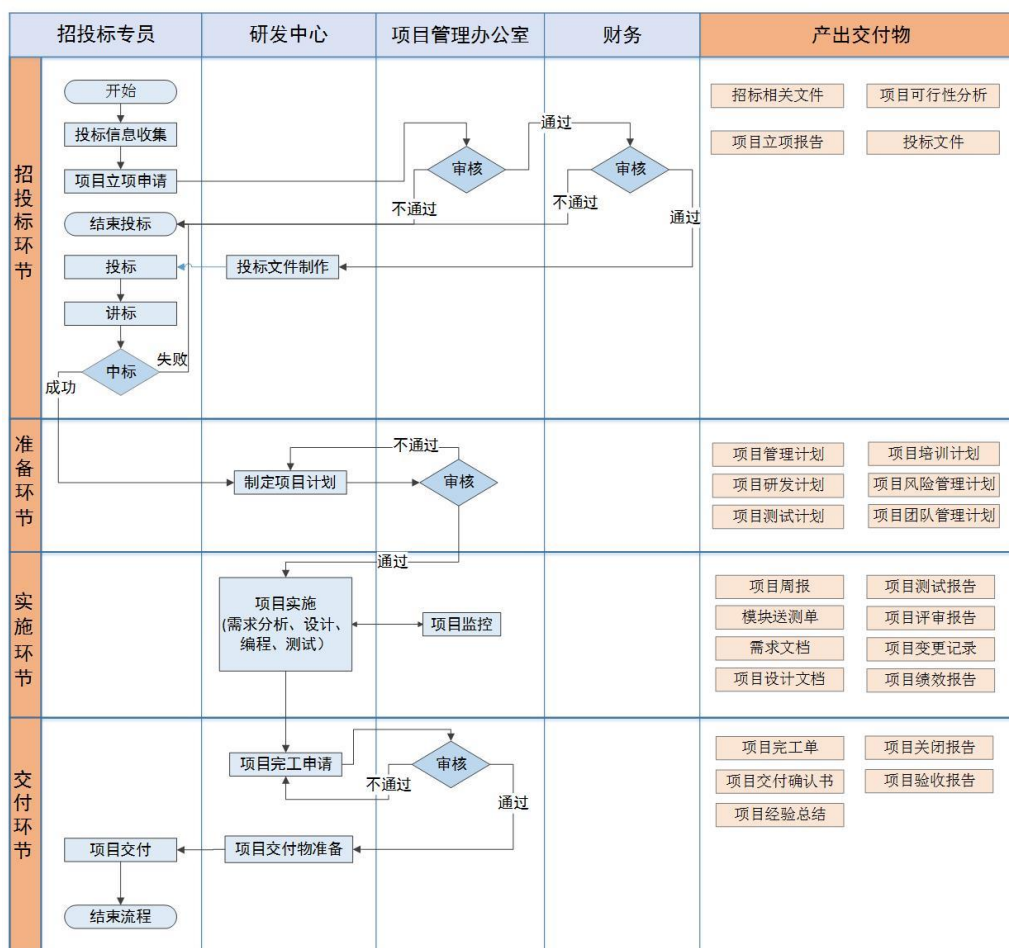 招投标专员
研发中心
项目管理办公室
财务
产出交付物
招投标环节
开始
投标信息收集
项目立项申请
审核
通过
审核
不通过
不通过
通过
结束投标
投标
投标文件制作
讲标
中标
失败
成功
招标相关文件
项目可行性分析
项目立项报告
投标文件
准备环节
不通过
制定项目计划
审核
项目管理计划
项目培训计划
项目研发计划
项目风险管理计划
项目测试计划
项目团队管理计划
实施环节
通过
项目实施
(需求分析、设计、
编程、测试）
项目监控
项目周报
项目测试报告
模块送测单
项目评审报告
需求文档
项目变更记录
项目设计文档
项目绩效报告
交付环节
项目完工申请
审核
不通过
通过
项目交付
项目交付物准备
结束流程
项目完工单
项目关闭报告
项目交付确认书
项目验收报告
项目经验总结